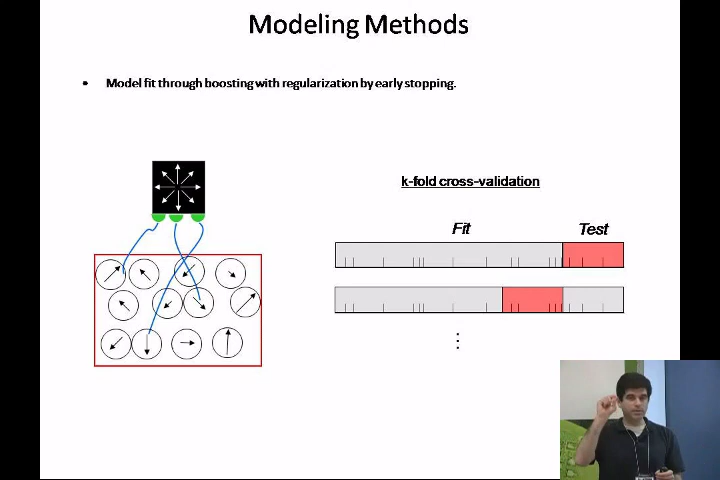 Modeling Methods
• Model fit through boosting with regularization by early stopping.
k-fold cross-validation
Fit Test
⋮